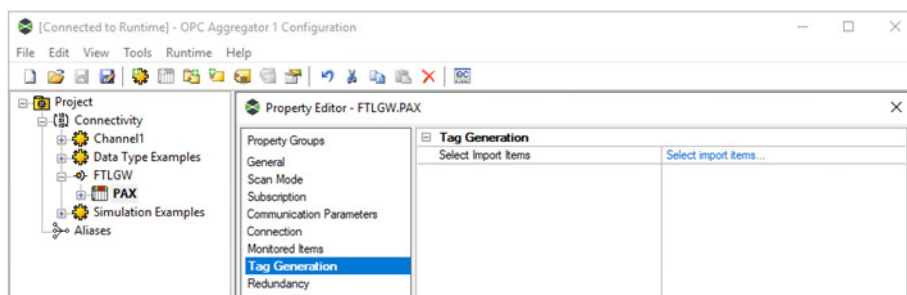 [Connected to Runtime] - OPC Aggregator 1 Configuration
File Edit View Tools Runtime Help
Project
Connectivity
Channel1
Data Type Examples
FTLGW
PAX
Simulation Examples
Aliases
Property Editor - FTLGW.PAX
Property Groups
General
Scan Mode
Subscription
Communication Parameters
Connection
Monitored Items
Tag Generation
Redundancy
Tag Generation
Select Import Items
Select import items...